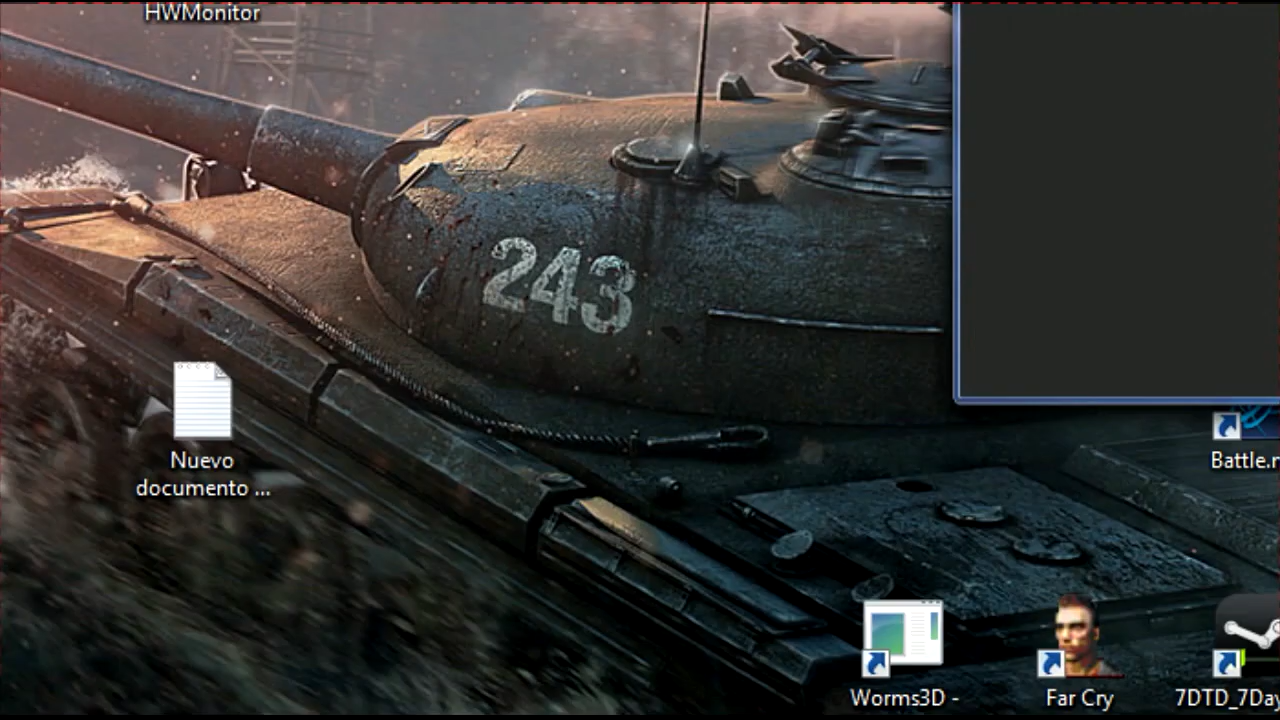 HWMonitor
243
Nuevo
documento ...
Battle.n
Worms3D -
Far Cry
7DTD_7Day